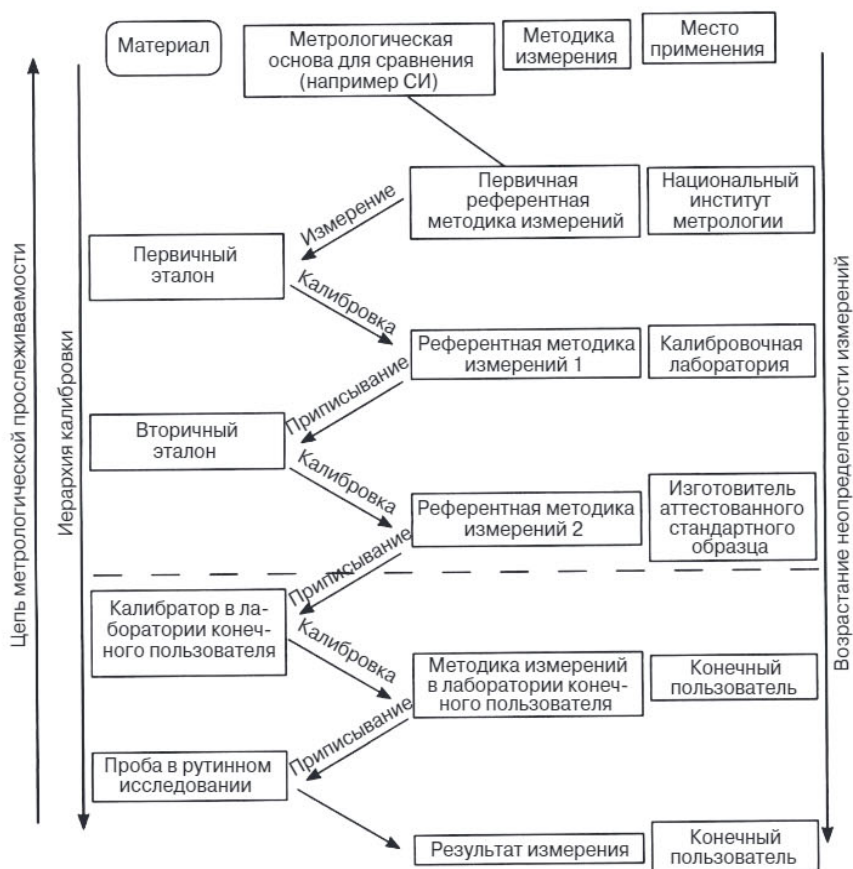 Материал
Метрологическая
основа для сравнения
(например СИ)
Методика
измерения
Место
применения
Первичная
референтная
методика измерений
Национальный
институт
метрологии
Измерение
Первичный
эталон
Калибровка
Референтная методика
измерений 1
Калибровочная
лаборатория
Приписывание
Вторичный
эталон
Калибровка
Референтная методика
измерений 2
Изготовитель
аттестованного
стандартного
образца
Приписывание
Калибратор в ла-
боратории конеч-
ного пользователя
Калибровка
Методика измерений
в лаборатории конеч-
ного пользователя
Конечный
пользователь
Приписывание
Проба в рутинном
исследовании
Результат измерения
Конечный
пользователь
Цепь метрологической прослеживаемости
Иерархия калибровки
Возрастание неопределенности измерений